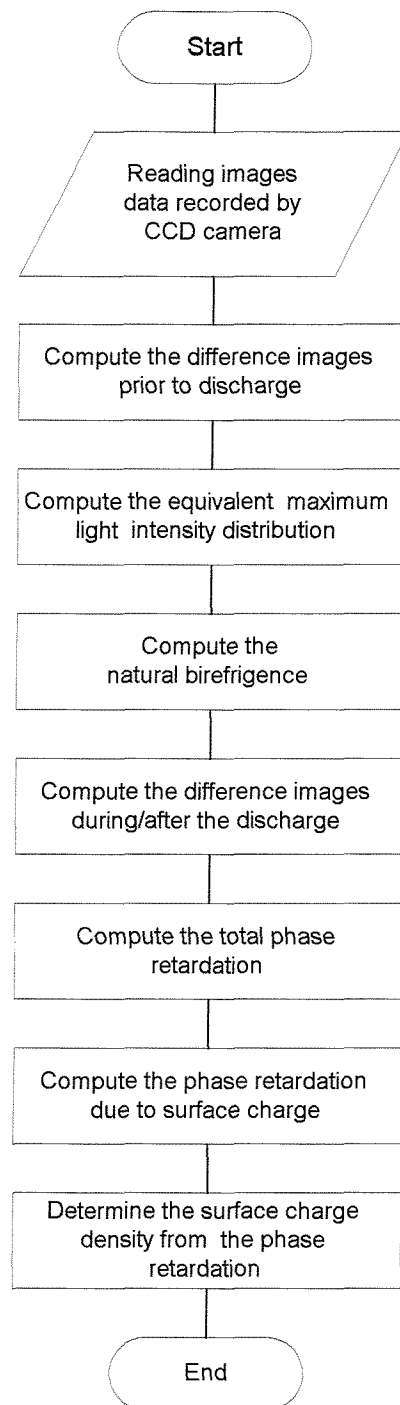 Start
Reading images
data recorded by
CCD camera
Compute the difference images
prior to discharge
Compute the equivalent maximum
light intensity distribution
Compute the
natural birefrigence
Compute the difference images
during/after the discharge
Compute the total phase
retardation
Compute the phase retardation
due to surface charge
Determine the surface charge
density from the phase
retardation
End